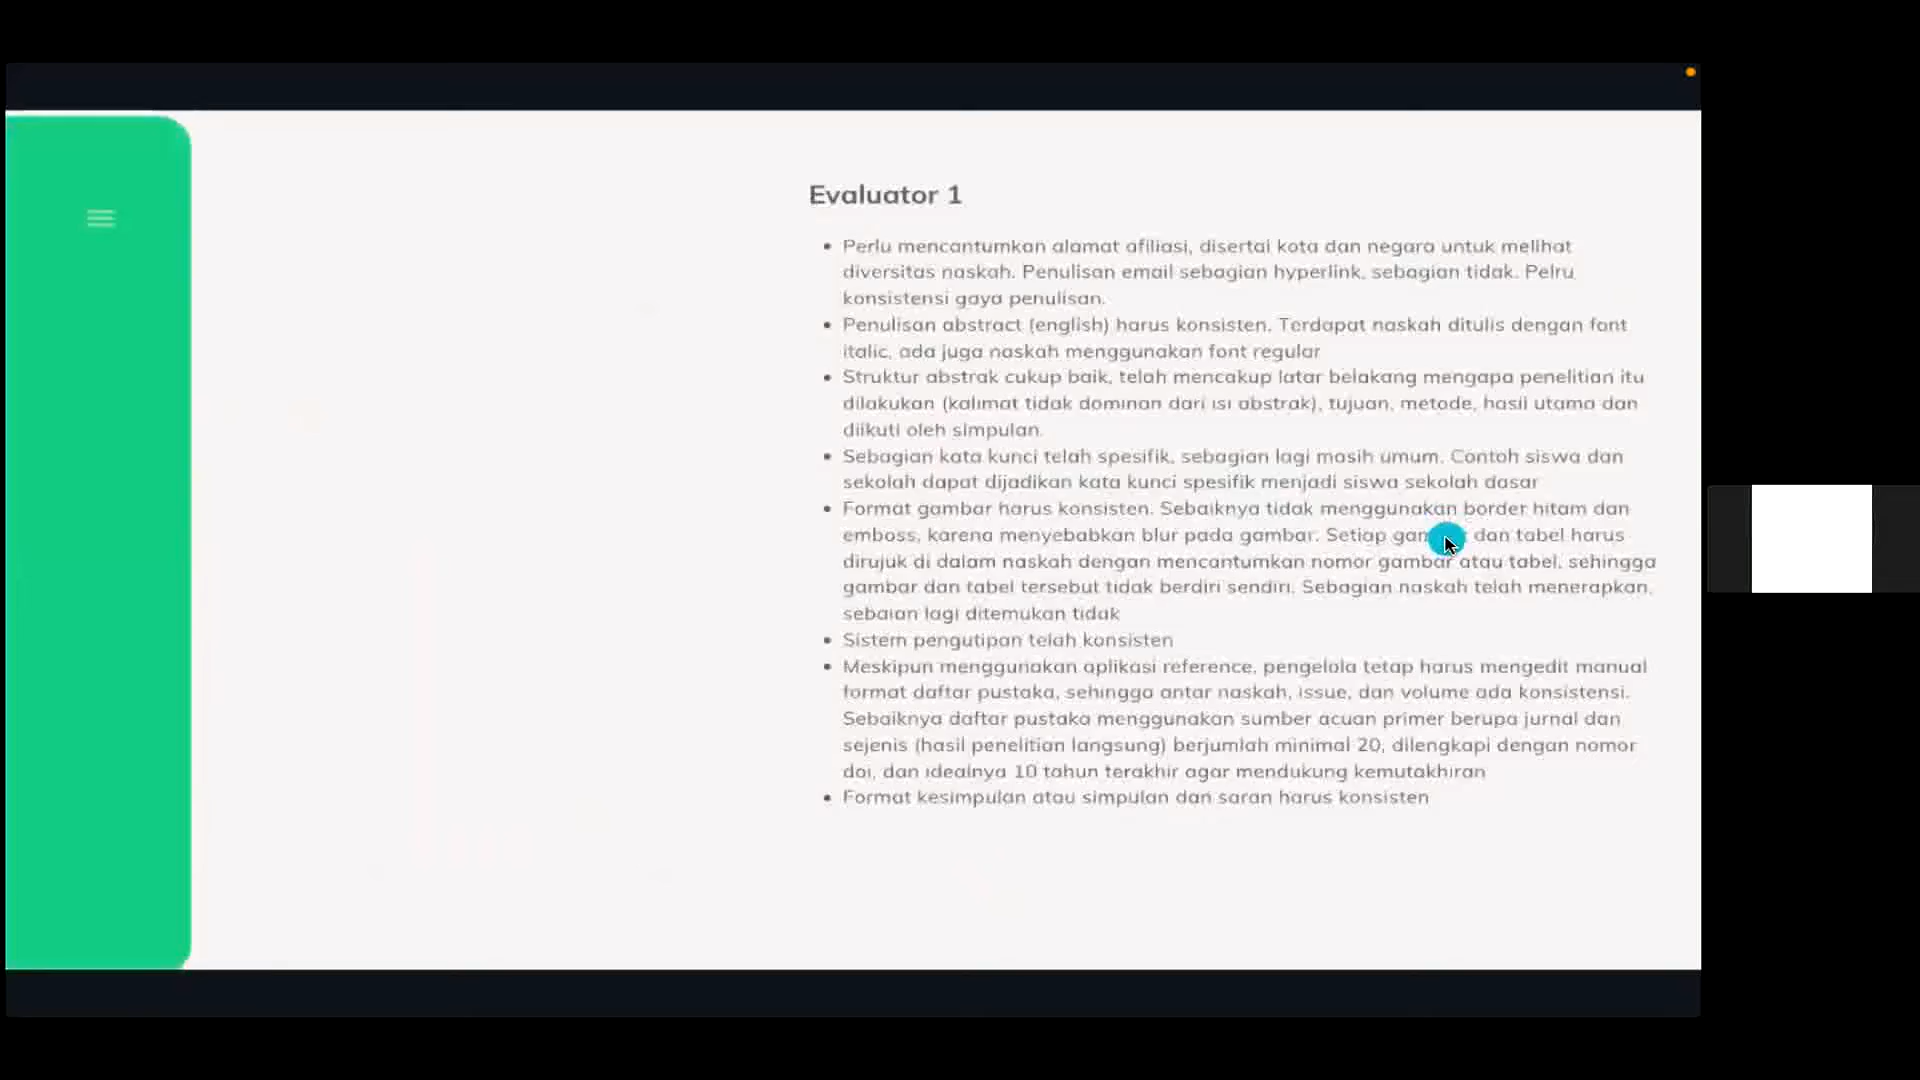 Evaluator 1
• Perlu mencantumkan alamat afiliasi, disertai kota dan negara untuk melihat
diversitas naskah. Penulisan email sebagian hyperlink, sebagian tidak. Pelru
konsistensi gaya penulisan.
• Penulisan abstract (english) harus konsisten. Terdapat naskah ditulis dengan font
italic, ada juga naskah menggunakan font regular
• Struktur abstrak cukup baik, telah mencakup latar belakang mengapa penelitian itu
dilakukan (kalimat tidak dominan dari isi abstrak), tujuan, metode, hasil utama dan
diikuti oleh simpulan.
• Sebagian kata kunci telah spesifik, sebagian lagi masih umum. Contoh siswa dan
sekolah dapat dijadikan kata kunci spesifik menjadi siswa sekolah dasar
• Format gambar harus konsisten. Sebaiknya tidak menggunakan border hitam dan
emboss, karena menyebabkan blur pada gambar. Setiap dan tabel harus
dirujuk di dalam naskah dengan mencantumkan nomor gambar atau tabel, sehingga
gambar dan tabel tersebut tidak berdiri sendiri. Sebagian naskah telah menerapkan,
sebaian lagi ditemukan tidak
• Sistem pengutipan telah konsisten
• Meskipun menggunakan aplikasi reference, pengelola tetap harus mengedit manual
format daftar pustaka, sehingga antar naskah, issue, dan volume ada konsistensi.
Sebaiknya daftar pustaka menggunakan sumber acuan primer berupa jurnal dan
sejenis (hasil penelitian langsung) berjumlah minimal 20, dilengkapi dengan nomor
doi, dan idealnya 10 tahun terakhir agar mendukung kemutakhiran
• Format kesimpulan atau simpulan dan saran harus konsisten